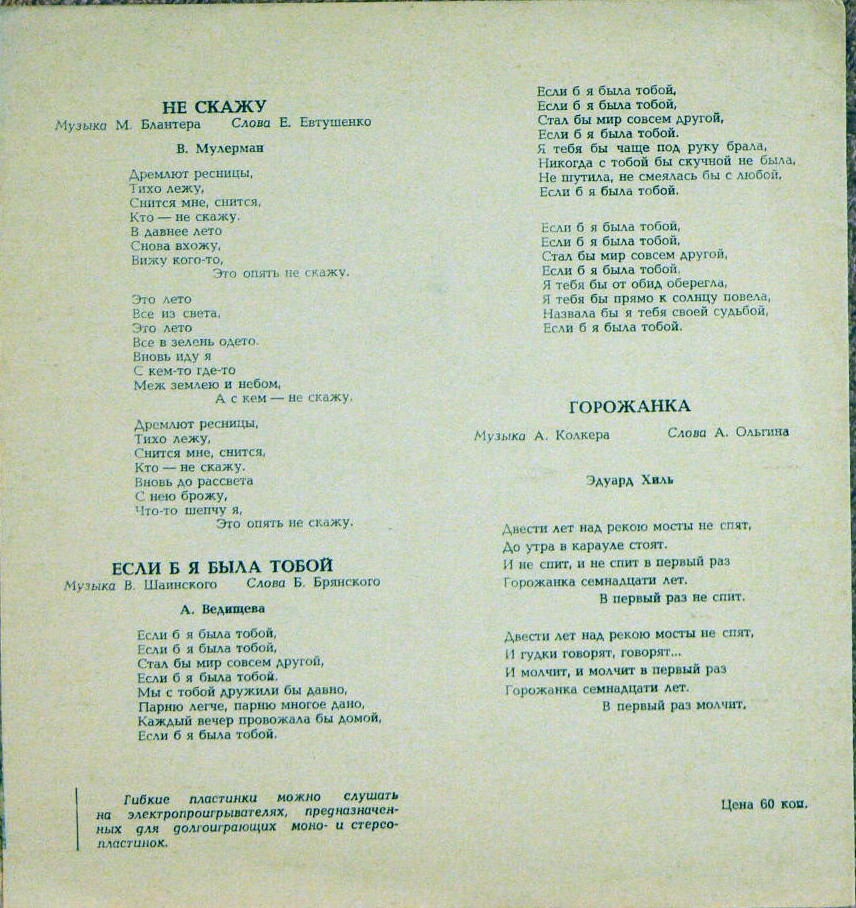 НЕ СКАЖУ
Музыка М. Блантера Слова Е. Евтушенко
В. Мулерман
Дремлют ресницы,
Тихо лежу,
Снится мне, снится,
Кто — не скажу.
В давнее лето
Снова вхожу,
Вижу кого-то,
Это опять не скажу.
Это лето
Все из света,
Это лето
Все в зелень одето.
Вновь иду я
С кем-то где-то
Меж землею и небом,
А с кем — не скажу.
Дремлют ресницы,
Тихо лежу,
Снится мне, снится,
Кто — не скажу.
Вновь до рассвета
С нею брожу,
Что-то шепчу я,
Это опять не скажу.
ЕСЛИ Б Я БЫЛА ТОБОЙ
Музыка В. Шаинского Слова Б. Брянского
А. Ведищева
Если б я была тобой,
Если б я была тобой,
Стал бы мир совсем другой,
Если б я была тобой.
Мы с тобой дружили бы давно,
Парню легче, парню многое дано,
Каждый вечер провожала бы домой,
Если б я была тобой.
Гибкие пластинки можно слушать
на электропроигрывателях, предназначен-
ных для долгоиграющих моно- и стерео-
пластинок.
Если б я была тобой,
Если б я была тобой,
Стал бы мир совсем другой,
Если б я была тобой.
Я тебя бы чаще под руку брала,
Никогда с тобой бы скучной не была,
Не шутила, не смеялась бы с любой,
Если б я была тобой.
Если б я была тобой,
Если б я была тобой,
Стал бы мир совсем другой,
Если б я была тобой.
Я тебя бы от обид оберегла,
Я тебя бы прямо к солнцу повела,
Назвала бы я тебя своей судьбой,
Если б я была тобой.
ГОРОЖАНКА
Музыка А. Колкера Слова А. Ольгина
Эдуард Хиль
Двести лет над рекою мосты не спят,
До утра в карауле стоят.
И не спит, и не спит в первый раз
Горожанка семнадцати лет.
В первый раз не спит.
Двести лет над рекою мосты не спят,
И гудки говорят, говорят...
И молчит, и молчит в первый раз
Горожанка семнадцати лет.
В первый раз молчит.
Цена 60 коп.